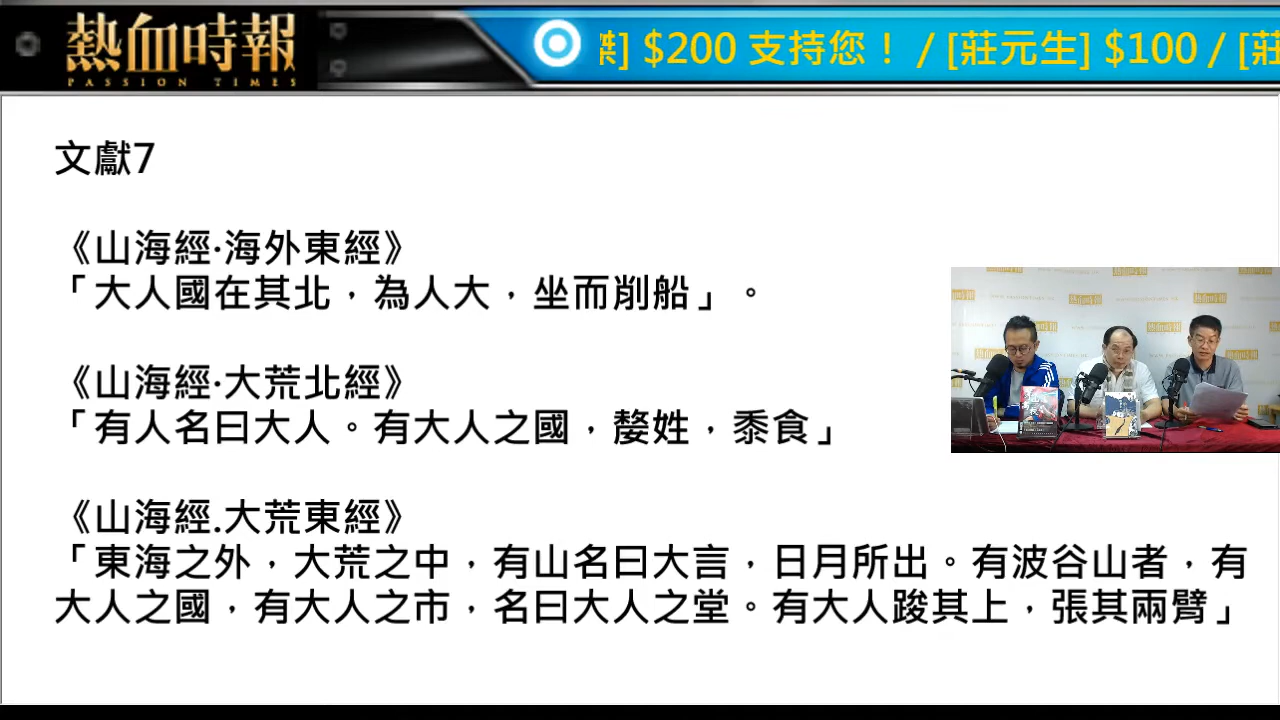 熱血時報
PASSION TIMES
] $200 支持您! / [莊元生] $100 / [莊
文獻7
《山海經·海外東經》
「大人國在其北，為人大，坐而削船」。
《山海經·大荒北經》
「有人名曰大人。有大人之國，嫠姓，黍食」
《山海經.大荒東經》
「東海之外，大荒之中，有山名曰大言，日月所出。有波谷山者，有
大人之國，有大人之市，名曰大人之堂。有大人踆其上，張其兩臂」